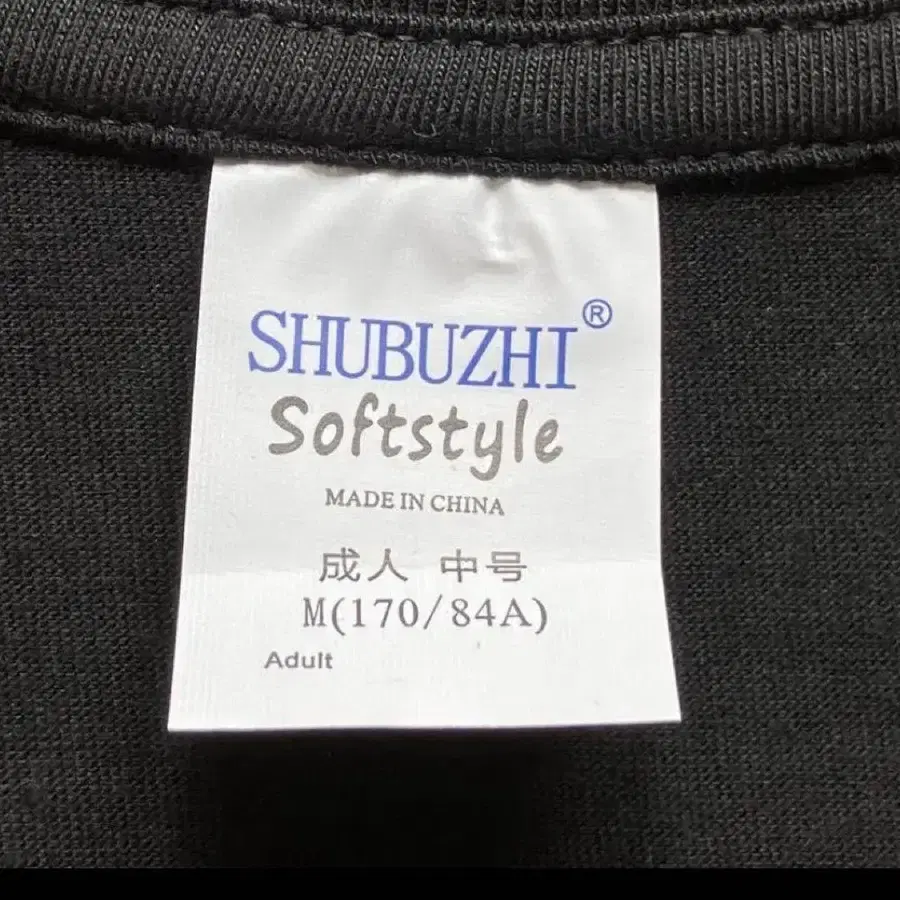 SHUBUZHI®
Softstyle
MADE IN CHINA
成人 中号
M(170/84A)
Adult